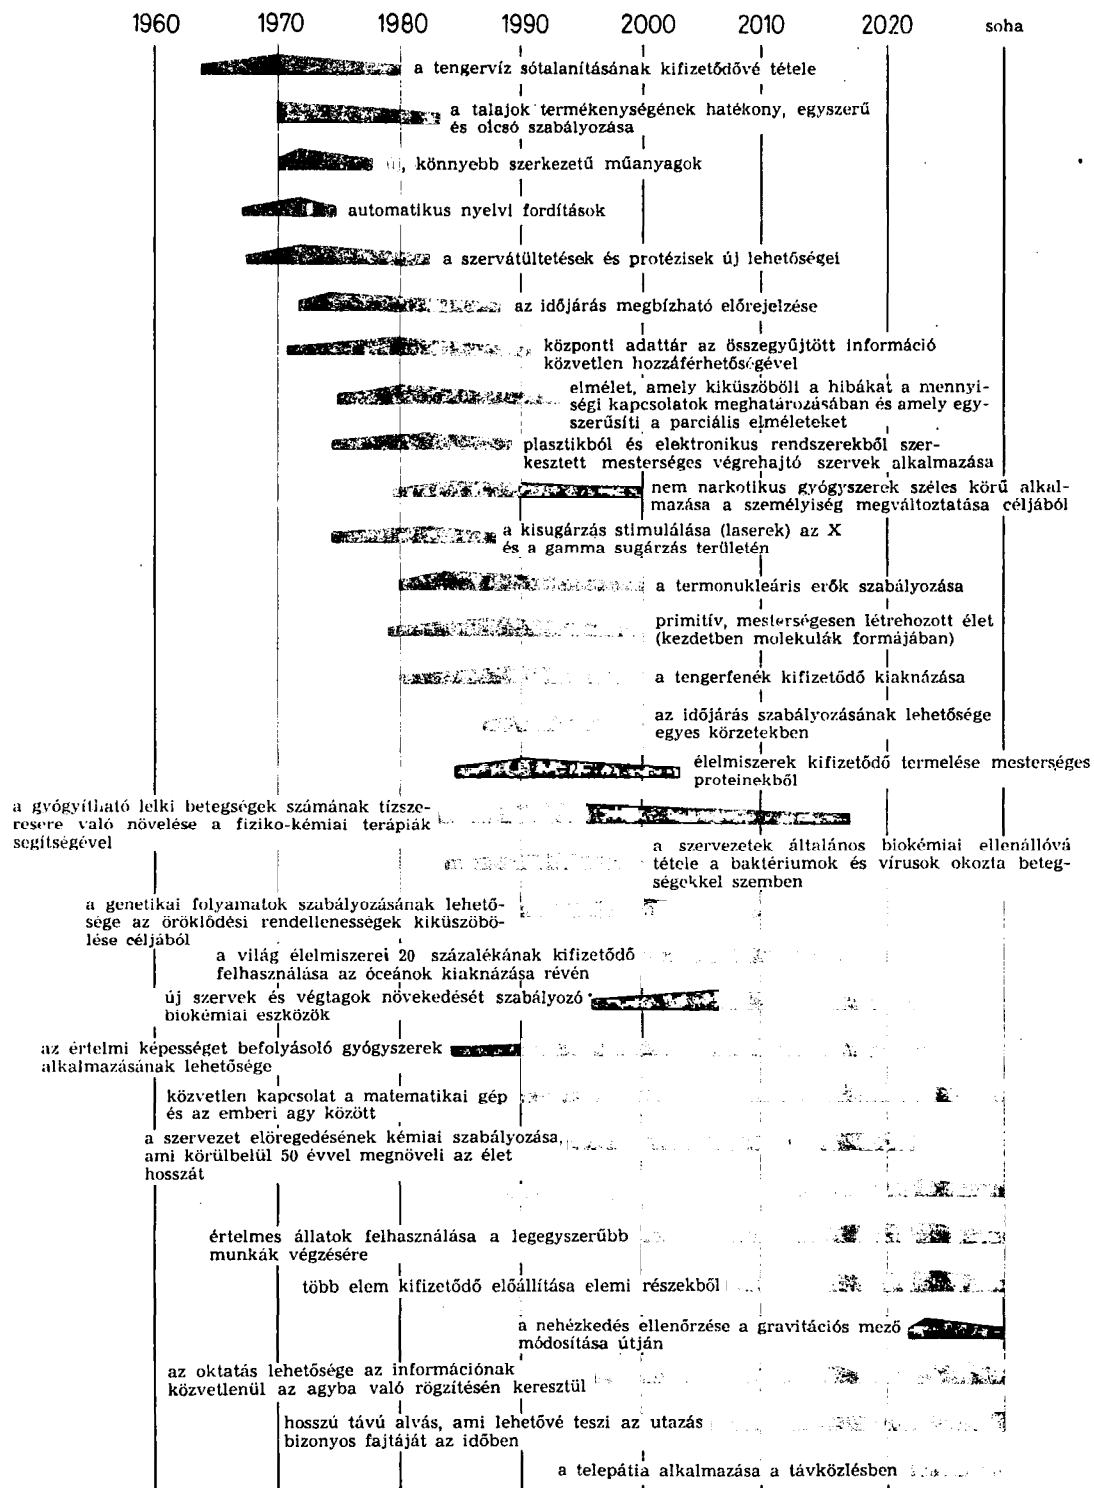 1960 1970 1980 1990 2000 2010 2020 soha
a tengervíz sótalanításának kifizetődővé tétele
a talajok termékenységének hatékony, egyszerű
és olcsó szabályozása
új, könnyebb szerkezetű műanyagok
automatikus nyelvi fordítások
a szervátültetések és protézisek új lehetőségei
az időjárás megbízható előrejelzése
központi adattár az összegyűjtött információ
közvetlen hozzáférhetőségével
elmélet, amely kiküszöböli a hibákat a mennyi-
ségi kapcsolatok meghatározásában és amely egy-
szerűsíti a parciális elméleteket
plasztikból és elektronikus rendszerekből szer-
kesztett mesterséges végrehajtó szervek alkalmazása
nem narkotikus gyógyszerek széles körű alkal-
mazása a személyiség megváltoztatása céljából
a kisugárzás stimulálása (laserek) az X
és a gamma sugárzás területén
a termonukleáris erők szabályozása
primitív, mesterségesen létrehozott élet
(kezdetben molekulák formájában)
a tengerfenék kifizetődő kiaknázása
az időjárás szabályozásának lehetősége
egyes körzetekben
élelmiszerek kifizetődő termelése mesterséges
proteinekből
a gyógyítható lelki betegségek számának tízsze-
resere való növelése a fiziko-kémiai terápiák
segítségével
a szervezetek általános biokémiai ellenállóvá
tétele a baktériumok és vírusok okozta beteg-
ségekkel szemben
a genetikai folyamatok szabályozásának lehető-
sége az öröklődési rendellenességek kiküszöbö-
lése céljából
a világ élelmiszerei 20 százalékának kifizetődő
felhasználása az óceánok kiaknázása révén
új szervek és végtagok növekedését szabályozó
biokémiai eszközök
az értelmi képességet befolyásoló gyógyszerek
alkalmazásának lehetősége
közvetlen kapcsolat a matematikai gép
és az emberi agy között
a szervezet elöregedésének kémiai szabályozása,
ami körülbelül 50 évvel megnöveli az élet
hosszát
értelmes állatok felhasználása a legegyszerűbb
munkák végzésére
több elem kifizetődő előállítása elemi részekből
a nehézkedés ellenőrzése a gravitációs mező
módosítása útján
az oktatás lehetősége az információnak
közvetlenül az agyba való rögzítésén keresztül
hosszú távú alvás, ami lehetővé teszi az utazás
bizonyos fajtáját az időben
a telepátia alkalmazása a távközlésben